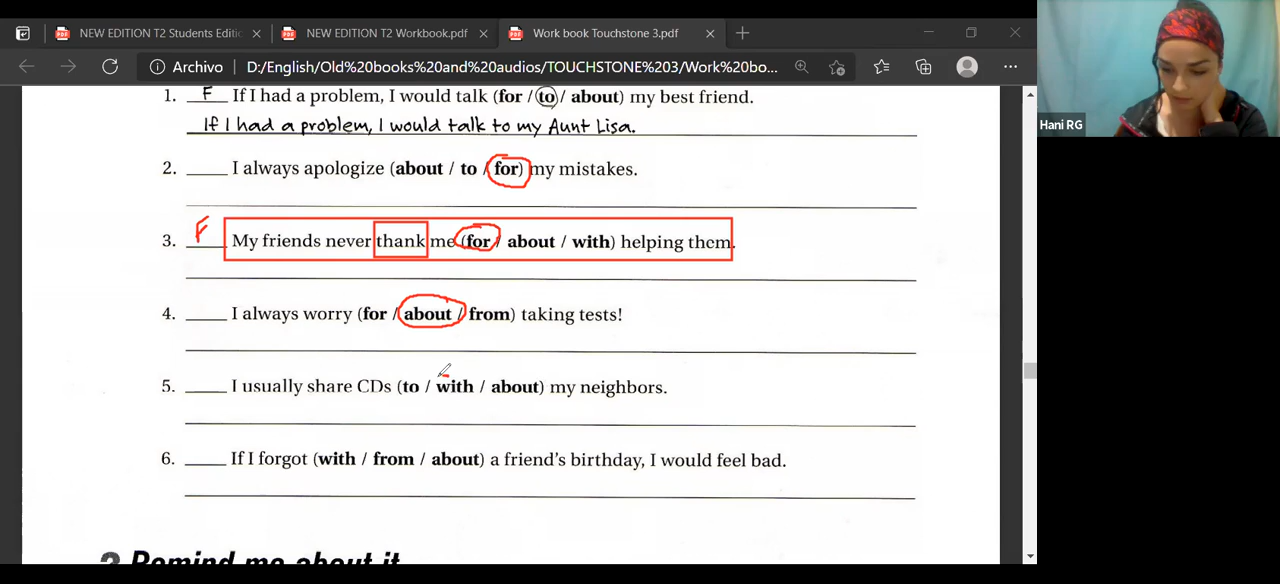 NEW EDITION T2 Students Editic
NEW EDITION T2 Workbook.pdf
Work book Touchstone 3.pdf
Archivo
D:/English/Old%20books%20and%20audios/TOUCHSTONE%203/Work%20bo...
Hani RG
1. F If I had a problem, I would talk (for / to / about) my best friend.
If I had a problem, I would talk to my Aunt Lisa.
2. I always apologize (about / to / for) my mistakes.
3. F My friends never thank me (for / about / with) helping them.
4. I always worry (for / about / from) taking tests!
5. I usually share CDs (to / with / about) my neighbors.
6. If I forgot (with / from / about) a friend's birthday, I would feel bad.
2 Remind me about it